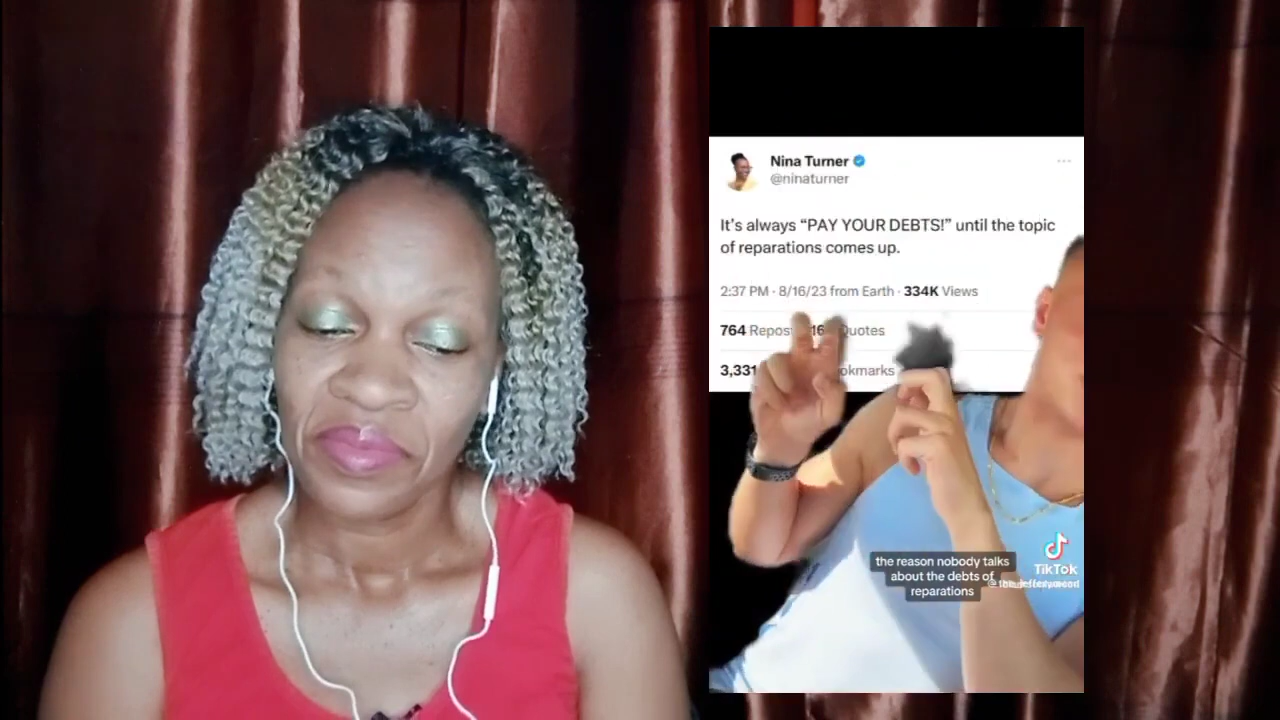 Nina Turner
@ninaturner
It’s always “PAY YOUR DEBTS!” until the topic
of reparations comes up.
2:37 PM · 8/16/23 from Earth · 334K Views
764 Quotes
3,331
the reason nobody talks
about the debts of
reparations
TikTok